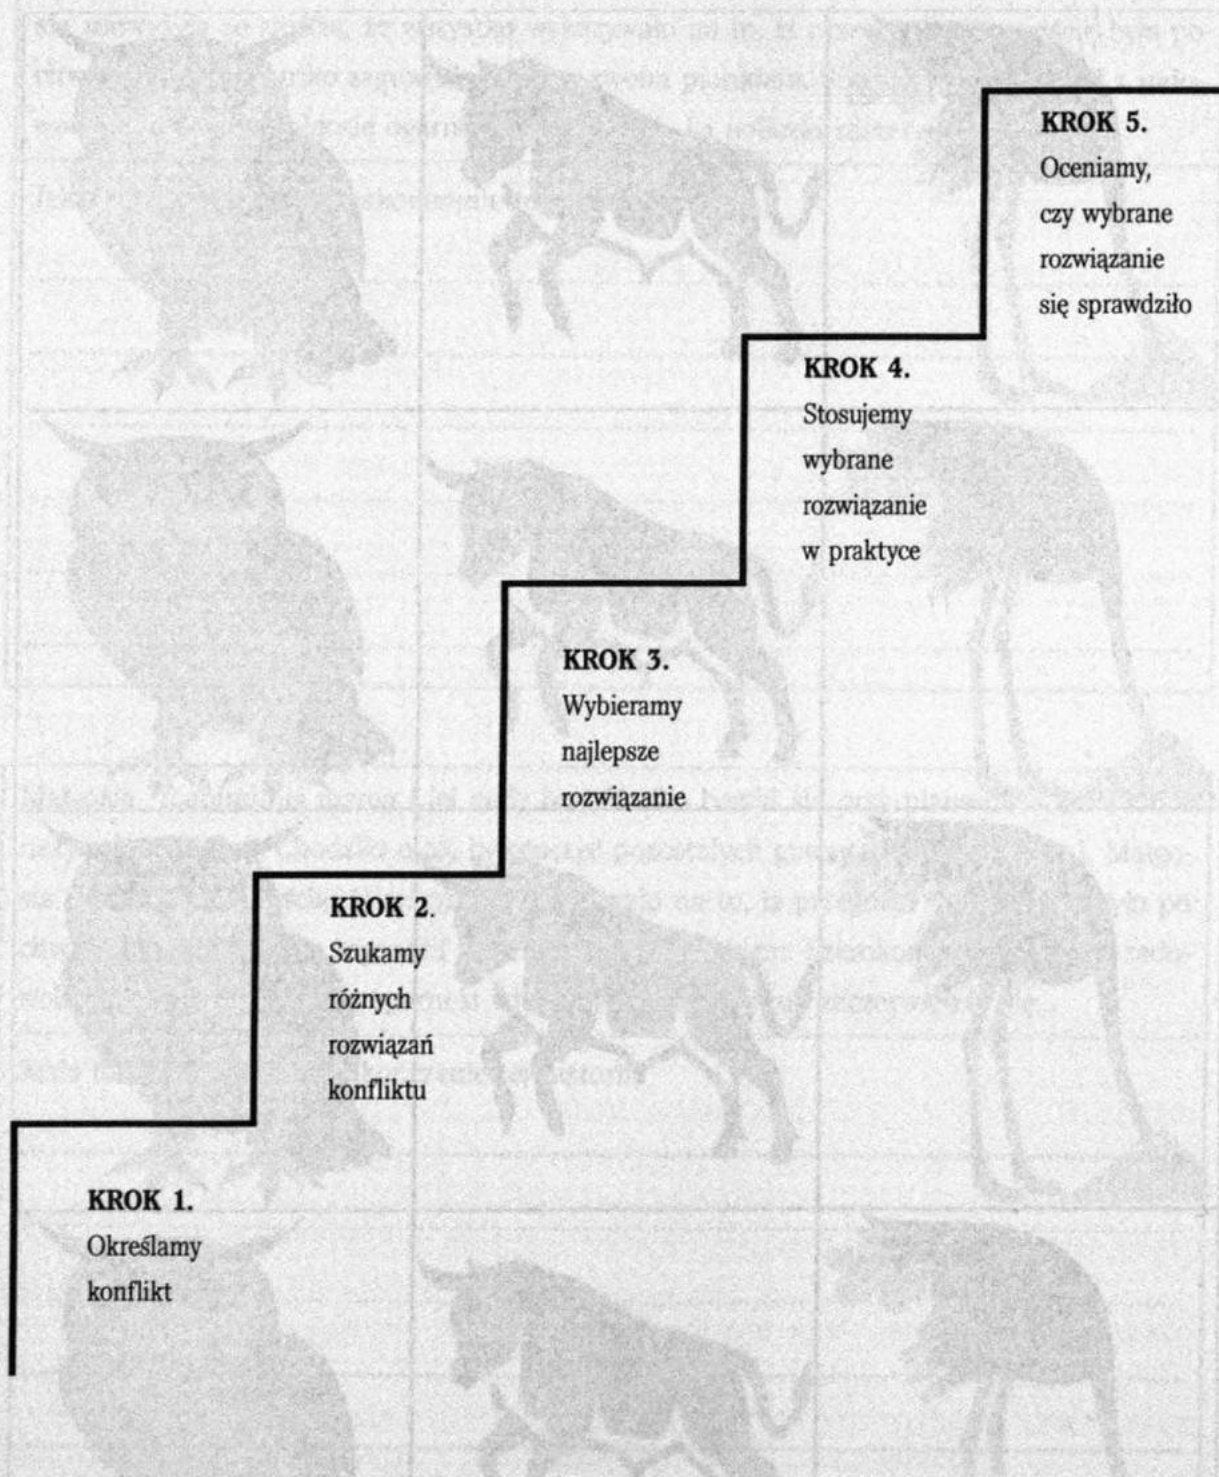 KROK 5.
Oceniamy,
czy wybrane
rozwiązanie
się sprawdziło
KROK 4.
Stosujemy
wybrane
rozwiązanie
w praktyce
KROK 3.
Wybieramy
najlepsze
rozwiązanie
KROK 2.
Szukamy
różnych
rozwiązań
konfliktu
KROK 1.
Określamy
konflikt